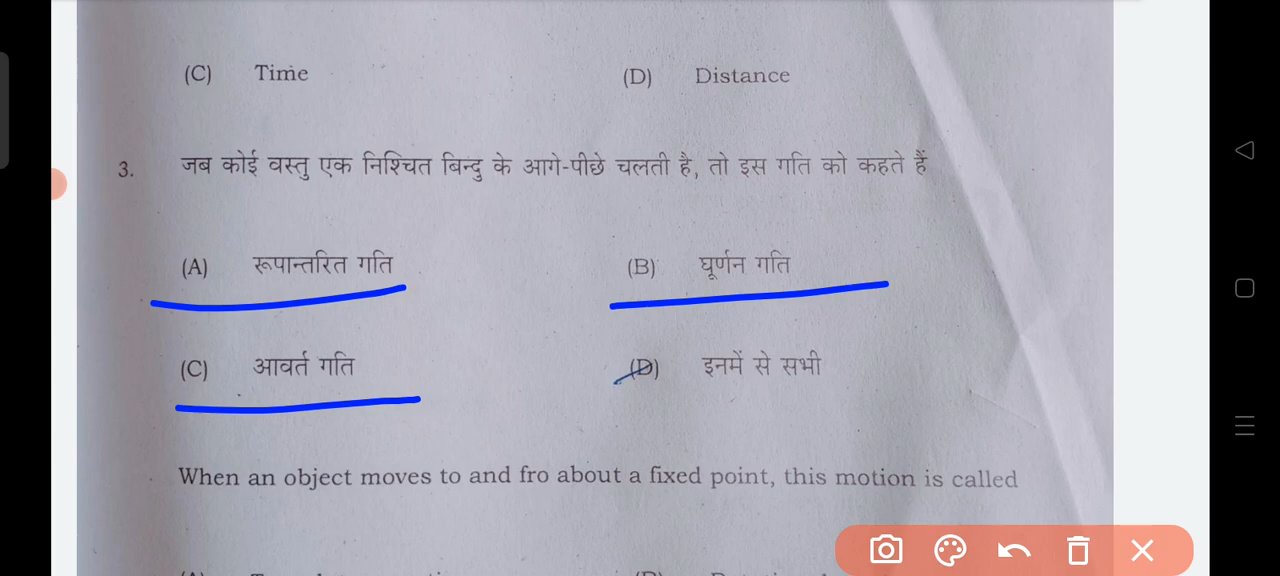 (C) Time (D) Distance
3. जब कोई वस्तु एक निश्चित बिन्दु के आगे-पीछे चलती है, तो इस गति को कहते हैं
(A) रूपान्तरित गति (B) घूर्णन गति
(C) आवर्त गति (D) इनमें से सभी
When an object moves to and fro about a fixed point, this motion is called